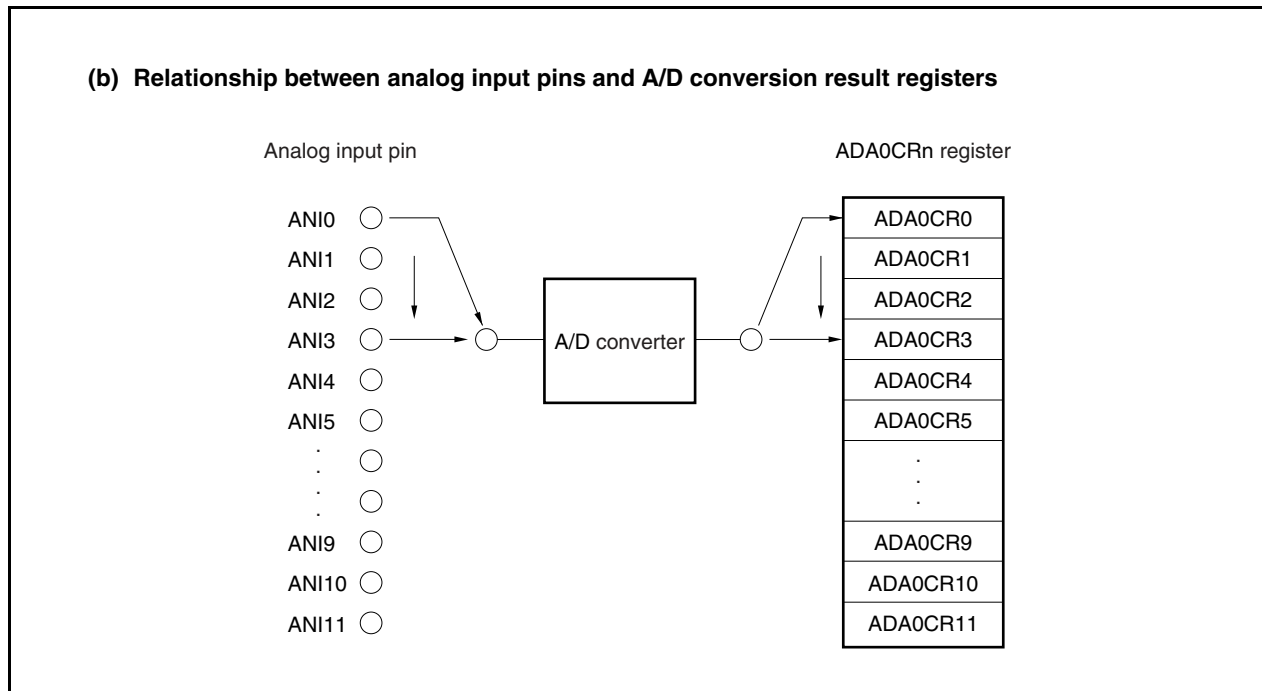 (b) Relationship between analog input pins and A/D conversion result registers
Analog input pin
ADA0CRn register
ANI0
ANI1
ANI2
ANI3
ANI4
ANI5
.
.
.
.
ANI9
ANI10
ANI11
A/D converter
ADA0CR0
ADA0CR1
ADA0CR2
ADA0CR3
ADA0CR4
ADA0CR5
.
.
.
ADA0CR9
ADA0CR10
ADA0CR11